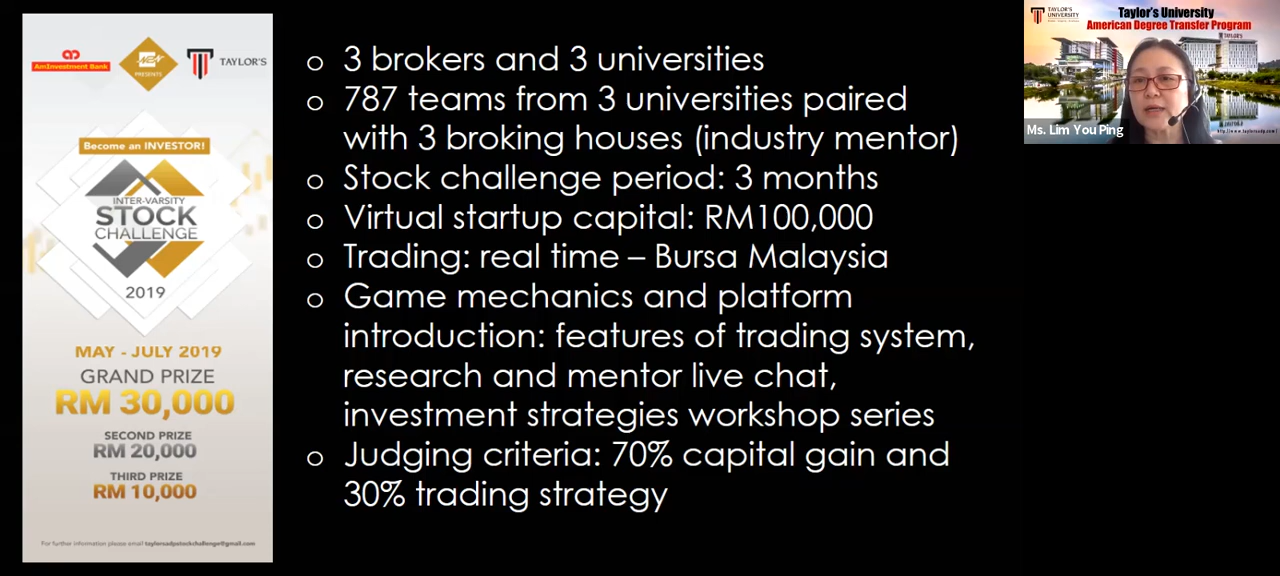 AmInvestment Bank
PRESENTS
TAYLOR'S
Become an INVESTOR!
INTER-VARSITY
STOCK
CHALLENGE
2019
MAY - JULY 2019
GRAND PRIZE
RM 30,000
SECOND PRIZE
RM 20,000
THIRD PRIZE
RM 10,000
For further information please email taylorsadpstockchallenge@gmail.com
o 3 brokers and 3 universities
o 787 teams from 3 universities paired
with 3 broking houses (industry mentor)
o Stock challenge period: 3 months
o Virtual startup capital: RM100,000
o Trading: real time – Bursa Malaysia
o Game mechanics and platform
introduction: features of trading system,
research and mentor live chat,
investment strategies workshop series
o Judging criteria: 70% capital gain and
30% trading strategy
TAYLOR'S
UNIVERSITY
Taylor's University
American Degree Transfer Program
Ms. Lim You Ping